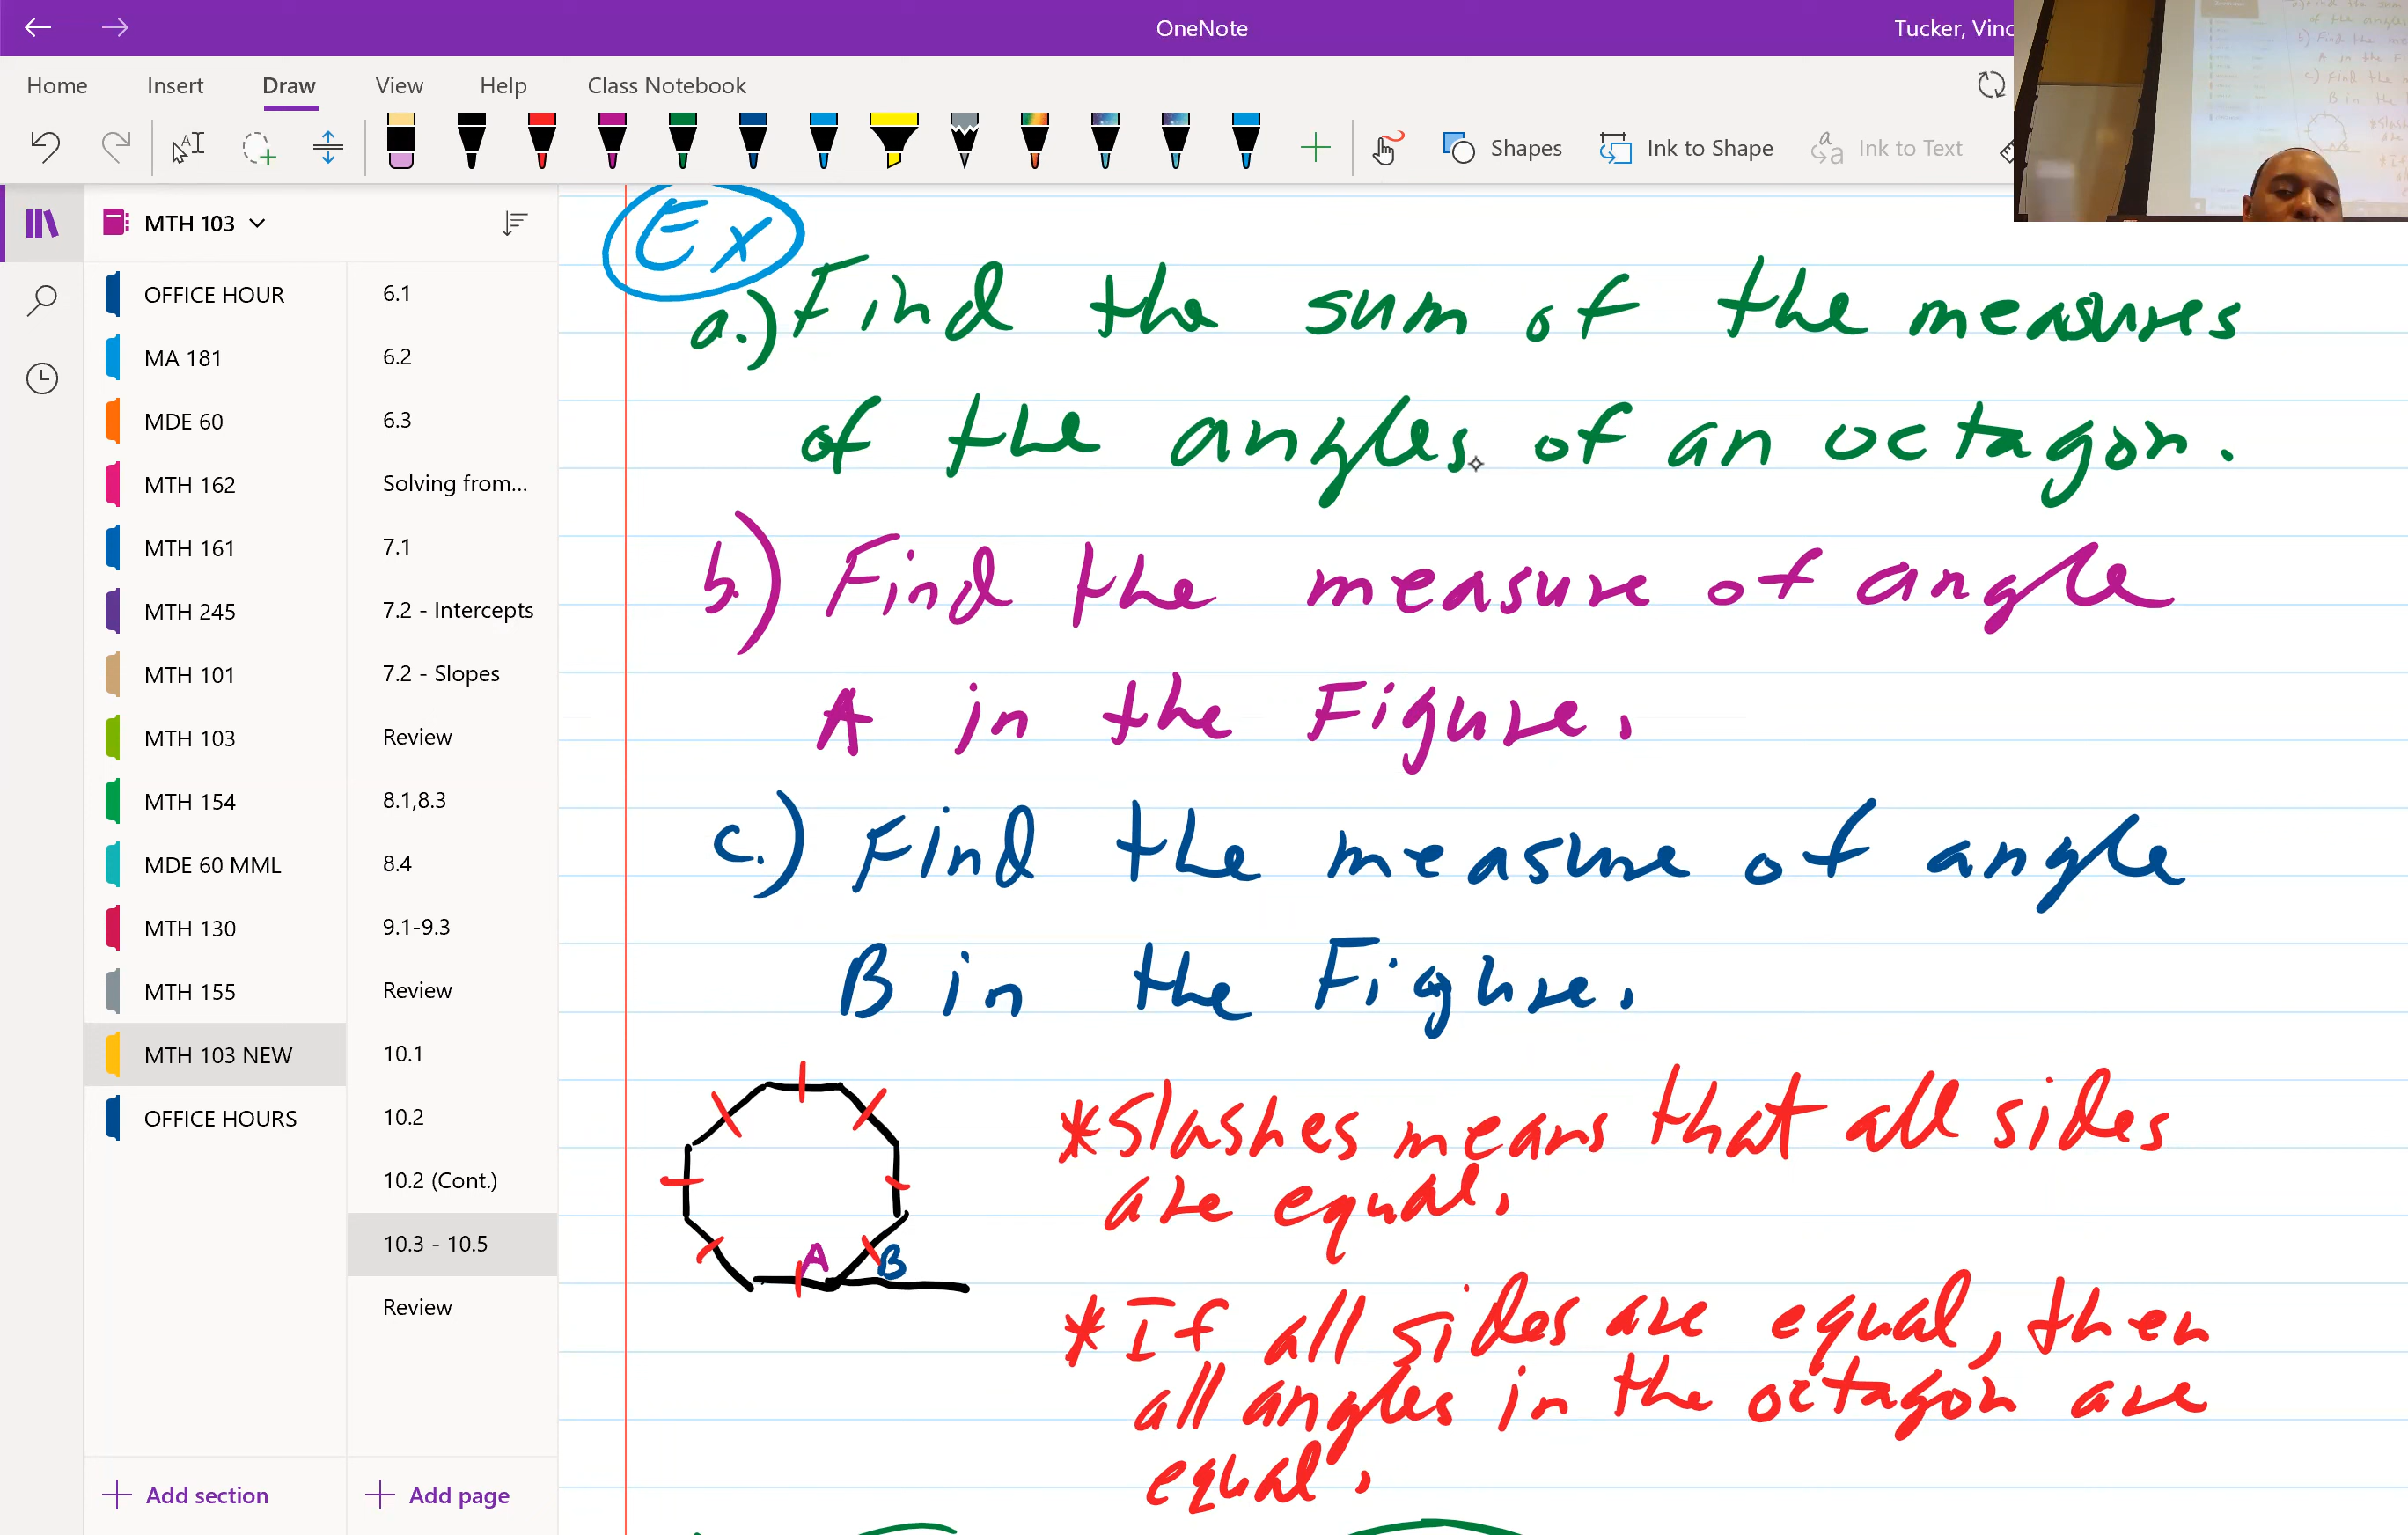 OneNote
Tucker, Vinc
Home Insert Draw View Help Class Notebook
Shapes Ink to Shape Ink to Text
MTH 103
OFFICE HOUR
MA 181
MDE 60
MTH 162
MTH 161
MTH 245
MTH 101
MTH 103
MTH 154
MDE 60 MML
MTH 130
MTH 155
MTH 103 NEW
OFFICE HOURS
Add section
6.1
6.2
6.3
Solving from...
7.1
7.2 - Intercepts
7.2 - Slopes
Review
8.1,8.3
8.4
9.1-9.3
Review
10.1
10.2
10.2 (Cont.)
10.3 - 10.5
Review
Add page
Ex
a.) Find the sum of the measures
of the angles of an octagon.
b.) Find the measure of angle
A in the Figure.
c.) Find the measure of angle
B in the Figure.
A B
*Slashes means that all sides
are equal.
*If all sides are equal, then
all angles in the octagon are
equal.